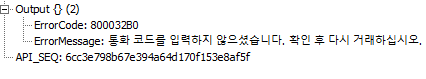 Output {} (2)
ErrorCode: 800032B0
ErrorMessage: 통화 코드를 입력하지 않으셨습니다. 확인 후 다시 거래하십시오.
API_SEQ: 6cc3e798b67e394a64d170f153e8af5f